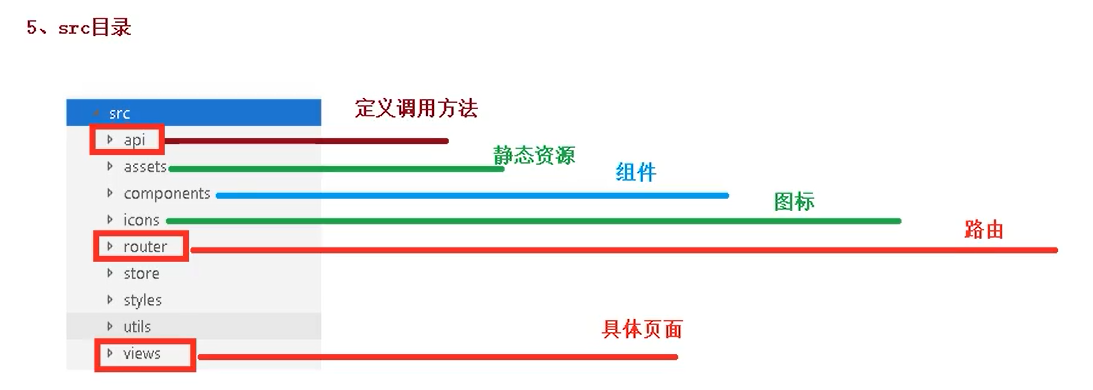 5、src目录
src
定义调用方法
api
assets
静态资源
components
组件
icons
图标
router
路由
store
styles
utils
具体页面
views